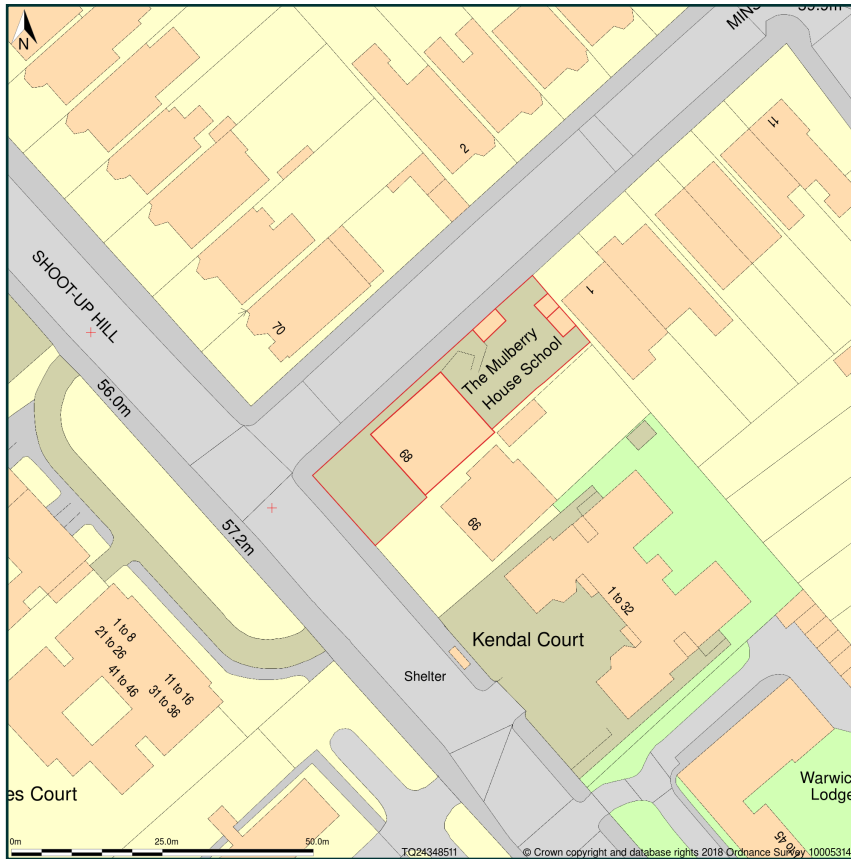 N
MINS
59.9m
2
11
SHOOT-UP HILL
70
1
The Mulberry
House School
56.0m
68
57.2m
66
1 to 32
Kendal Court
1 to 8
21 to 26
41 to 46
11 to 16
31 to 36
Shelter
es Court
Warwic
Lodge
to 45
0m
25.0m
50.0m
TQ24348511
© Crown copyright and database rights 2018 Ordnance Survey 10005314